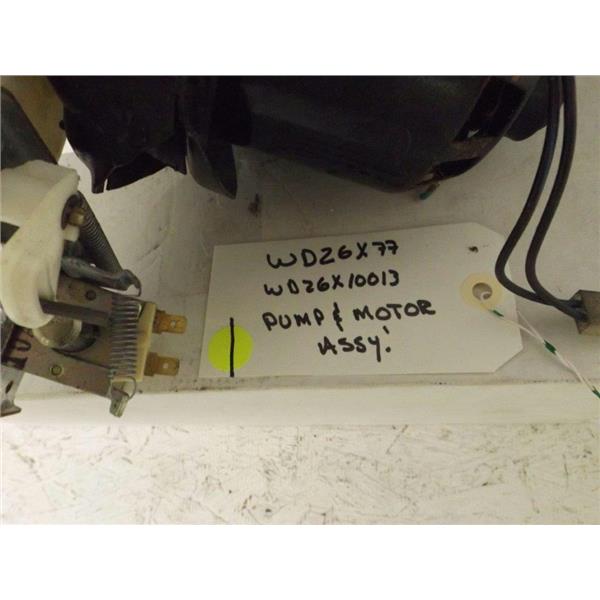 WD26X77
WD26X10013
PUMP & MOTOR
ASSY.